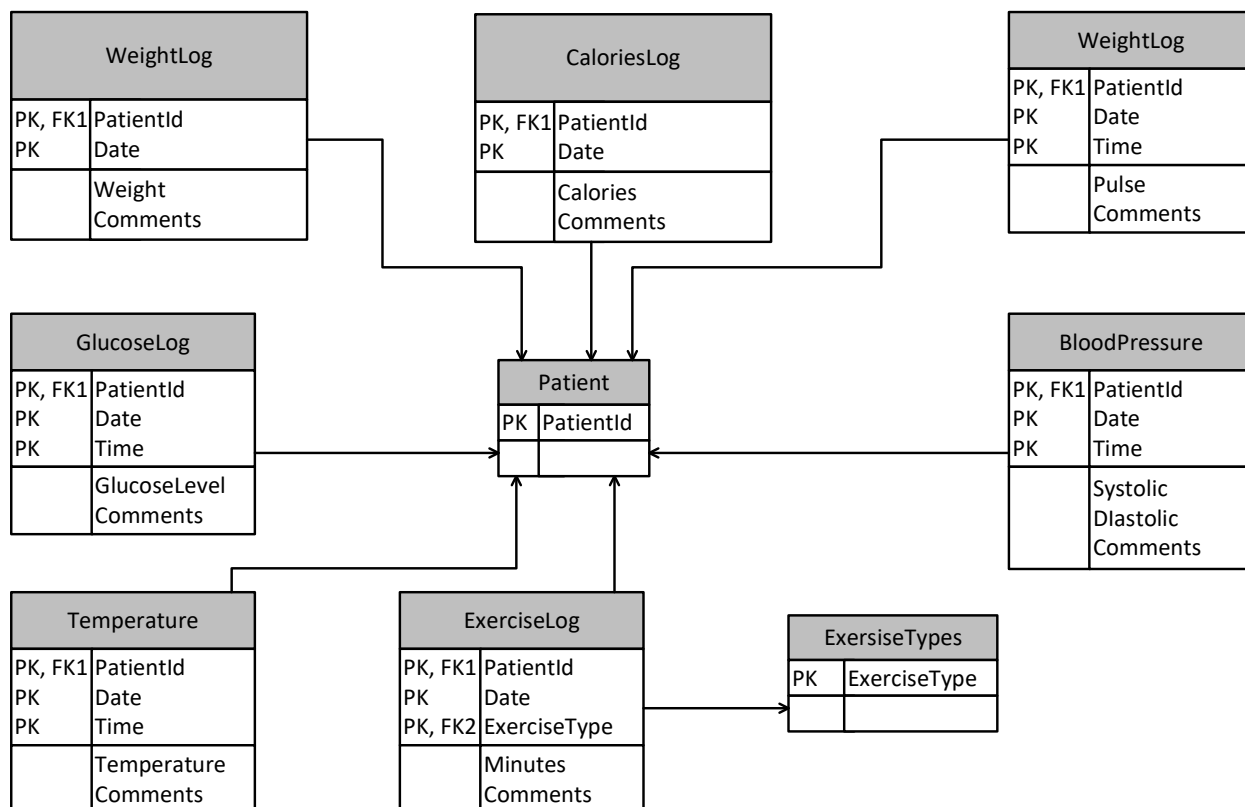 WeightLog
PK, FK1 PatientId
PK Date
Weight
Comments
CaloriesLog
PK, FK1 PatientId
PK Date
Calories
Comments
WeightLog
PK, FK1 PatientId
PK Date
PK Time
Pulse
Comments
GlucoseLog
PK, FK1 PatientId
PK Date
PK Time
GlucoseLevel
Comments
Patient
PK PatientId
BloodPressure
PK, FK1 PatientId
PK Date
PK Time
Systolic
DIastolic
Comments
Temperature
PK, FK1 PatientId
PK Date
PK Time
Temperature
Comments
ExerciseLog
PK, FK1 PatientId
PK Date
PK, FK2 ExerciseType
Minutes
Comments
ExersiseTypes
PK ExerciseType